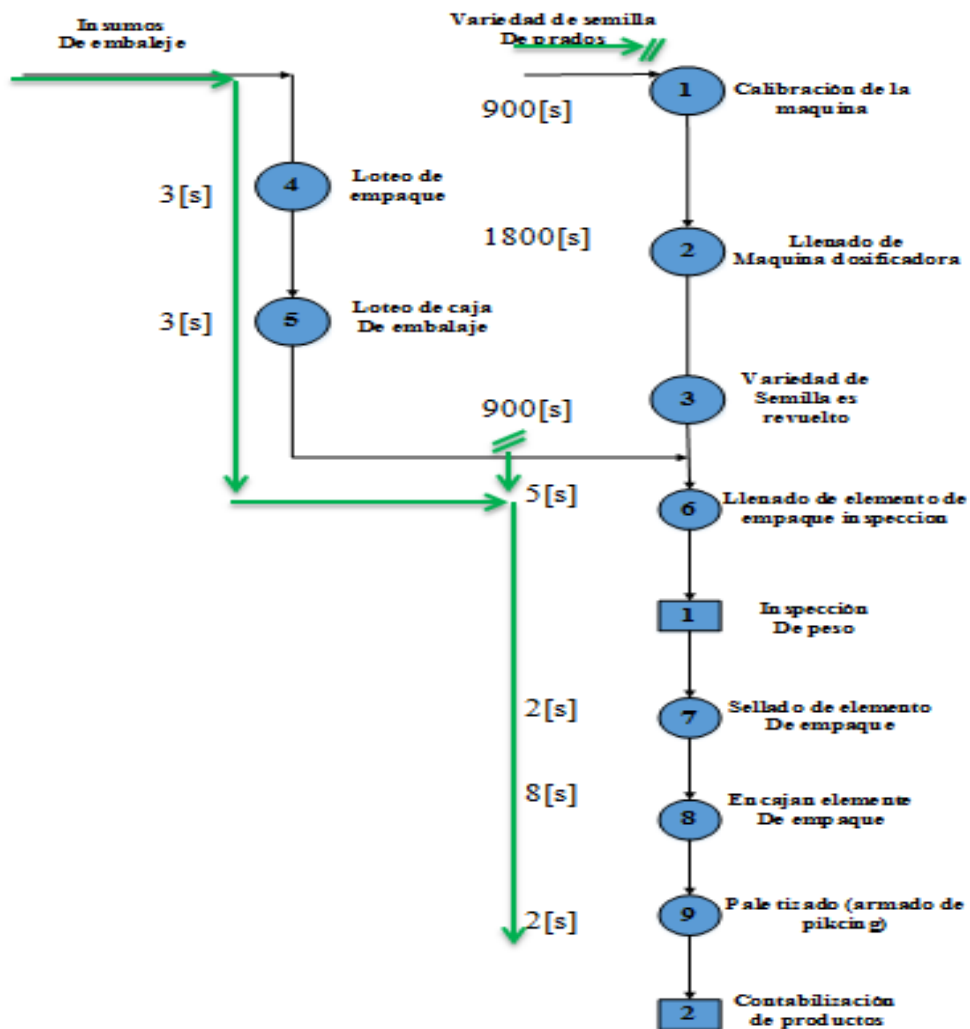 Insumos
De embaleje
Variedad de semilla
De prados
1
Calibración de la
maquina
900[s]
4
Loteo de
empaque
3[s]
1800[s]
2
Llenado de
Maquina dosificadora
5
Loteo de caja
De embalaje
3[s]
3
Variedad de
Semilla es
revuelto
900[s]
5[s]
6
Llenado de elemento de
empaque inspeccion
1
Inspección
De peso
2[s]
7
Sellado de elemento
De empaque
8[s]
8
Encajan elemente
De empaque
2[s]
9
Paletizado (armado de
pikcing)
2
Contabilización
de productos